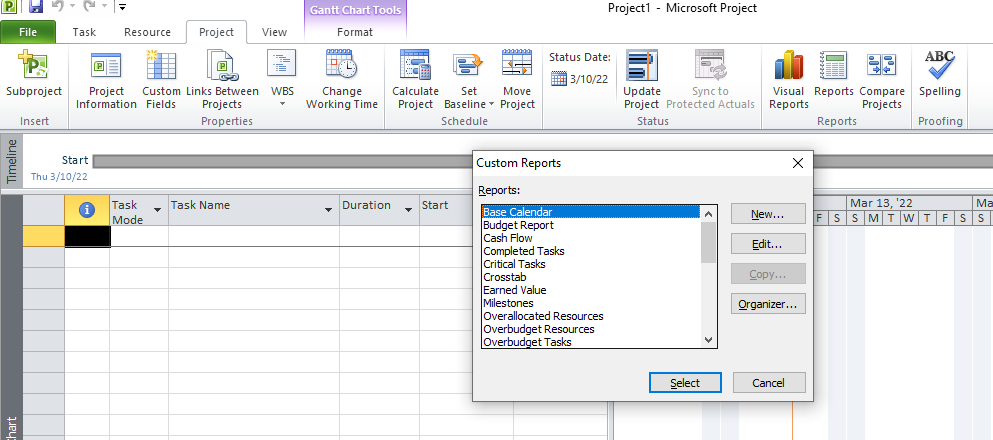 Gantt Chart Tools
Project1 - Microsoft Project
File Task Resource Project View Format
Subproject
Project Information
Custom Fields
Links Between Projects
WBS
Change Working Time
Calculate Project
Set Baseline
Move Project
Status Date:
3/10/22
Update Project
Sync to Protected Actuals
Visual Reports
Reports
Compare Projects
ABC
Spelling
Insert Properties Schedule Status Reports Proofing
Timeline
Start
Thu 3/10/22
Task Mode
Task Name
Duration
Start
Mar 13, '22
Ma
F S S M T W T F S S
chart
Custom Reports
Reports:
Base Calendar
Budget Report
Cash Flow
Completed Tasks
Critical Tasks
Crosstab
Earned Value
Milestones
Overallocated Resources
Overbudget Resources
Overbudget Tasks
New...
Edit...
Copy...
Organizer...
Select
Cancel